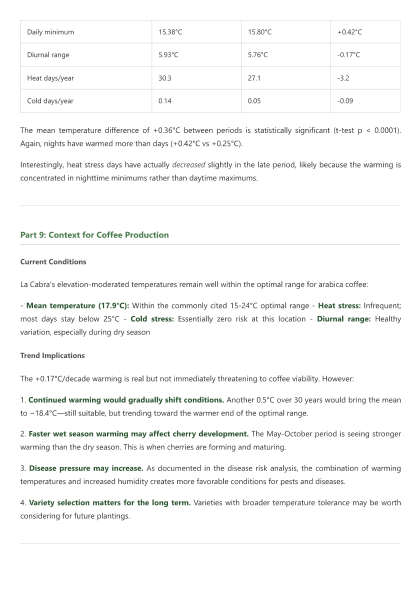 Daily minimum 15.38°C 15.80°C +0.42°C
Diurnal range 5.93°C 5.76°C -0.17°C
Heat days/year 30.3 27.1 -3.2
Cold days/year 0.14 0.05 -0.09
The mean temperature difference of +0.36°C between periods is statistically significant (t-test p < 0.0001).
Again, nights have warmed more than days (+0.42°C vs +0.25°C).
Interestingly, heat stress days have actually decreased slightly in the late period, likely because the warming is
concentrated in nighttime minimums rather than daytime maximums.
Part 9: Context for Coffee Production
Current Conditions
La Cabra's elevation-moderated temperatures remain well within the optimal range for arabica coffee:
- Mean temperature (17.9°C): Within the commonly cited 15-24°C optimal range - Heat stress: Infrequent;
most days stay below 25°C - Cold stress: Essentially zero risk at this location - Diurnal range: Healthy
variation, especially during dry season
Trend Implications
The +0.17°C/decade warming is real but not immediately threatening to coffee viability. However:
1. Continued warming would gradually shift conditions. Another 0.5°C over 30 years would bring the mean
to ~18.4°C—still suitable, but trending toward the warmer end of the optimal range.
2. Faster wet season warming may affect cherry development. The May-October period is seeing stronger
warming than the dry season. This is when cherries are forming and maturing.
3. Disease pressure may increase. As documented in the disease risk analysis, the combination of warming
temperatures and increased humidity creates more favorable conditions for pests and diseases.
4. Variety selection matters for the long term. Varieties with broader temperature tolerance may be worth
considering for future plantings.